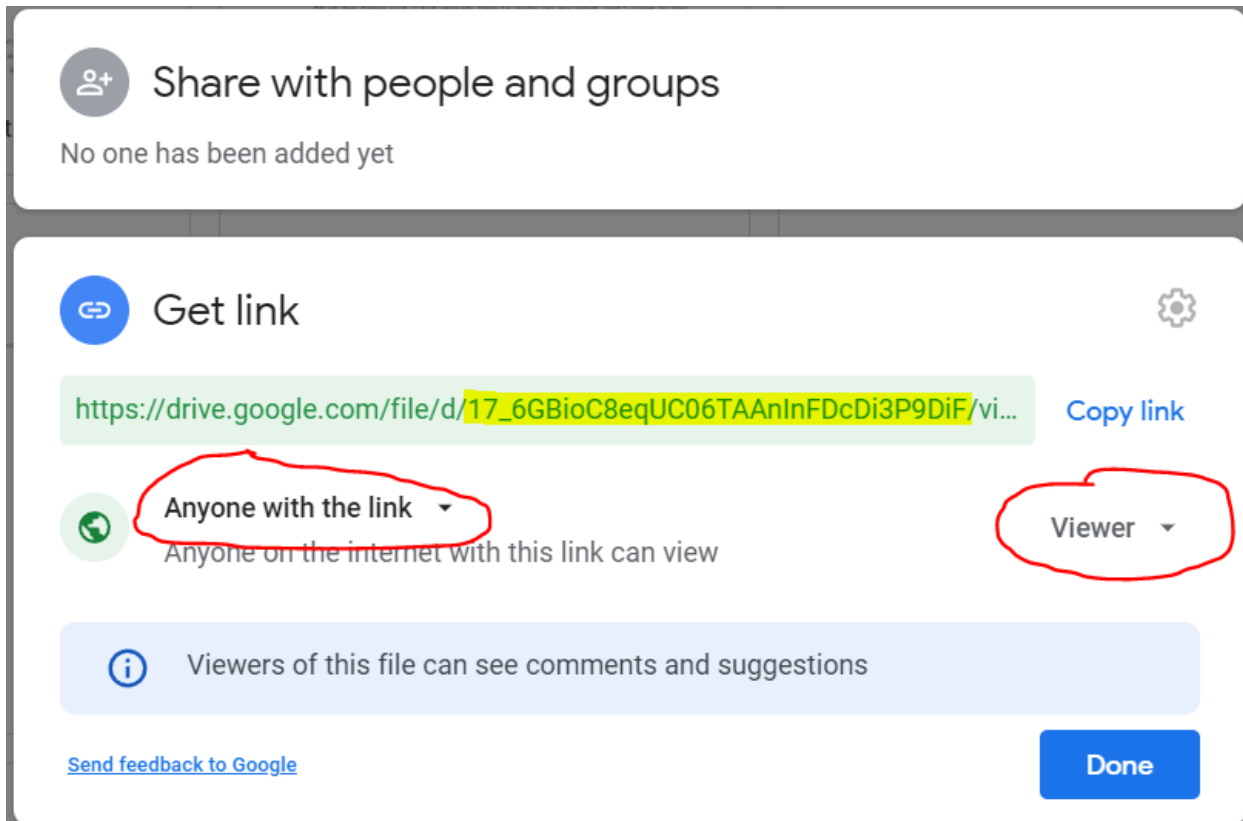 Share with people and groups
No one has been added yet
Get link
https://drive.google.com/file/d/17_6GBioC8eqUC06TAAnInFDcDi3P9DiF/vi...
Copy link
Anyone with the link
Viewer
Anyone on the internet with this link can view
Viewers of this file can see comments and suggestions
Send feedback to Google
Done